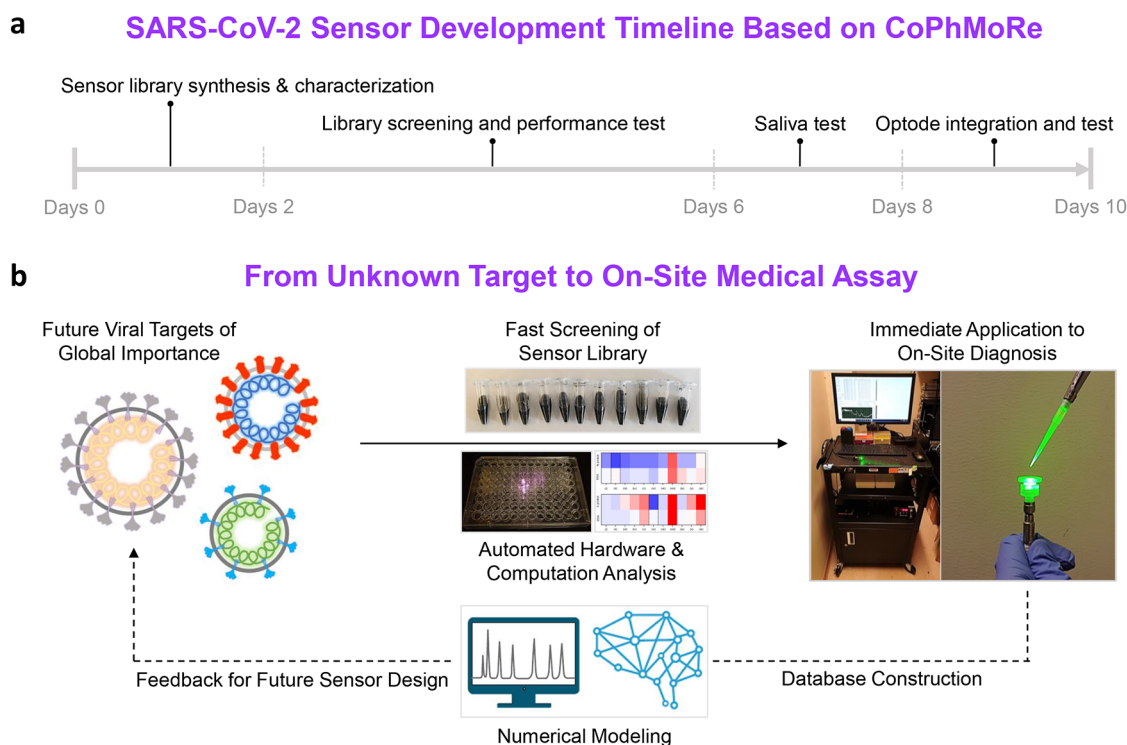 a
SARS-CoV-2 Sensor Development Timeline Based on CoPhMoRe
Sensor library synthesis & characterization
Library screening and performance test
Saliva test
Optode integration and test
Days 0
Days 2
Days 6
Days 8
Days 10
b
From Unknown Target to On-Site Medical Assay
Future Viral Targets of
Global Importance
Fast Screening of
Sensor Library
Immediate Application to
On-Site Diagnosis
Automated Hardware &
Computation Analysis
Feedback for Future Sensor Design
Database Construction
Numerical Modeling